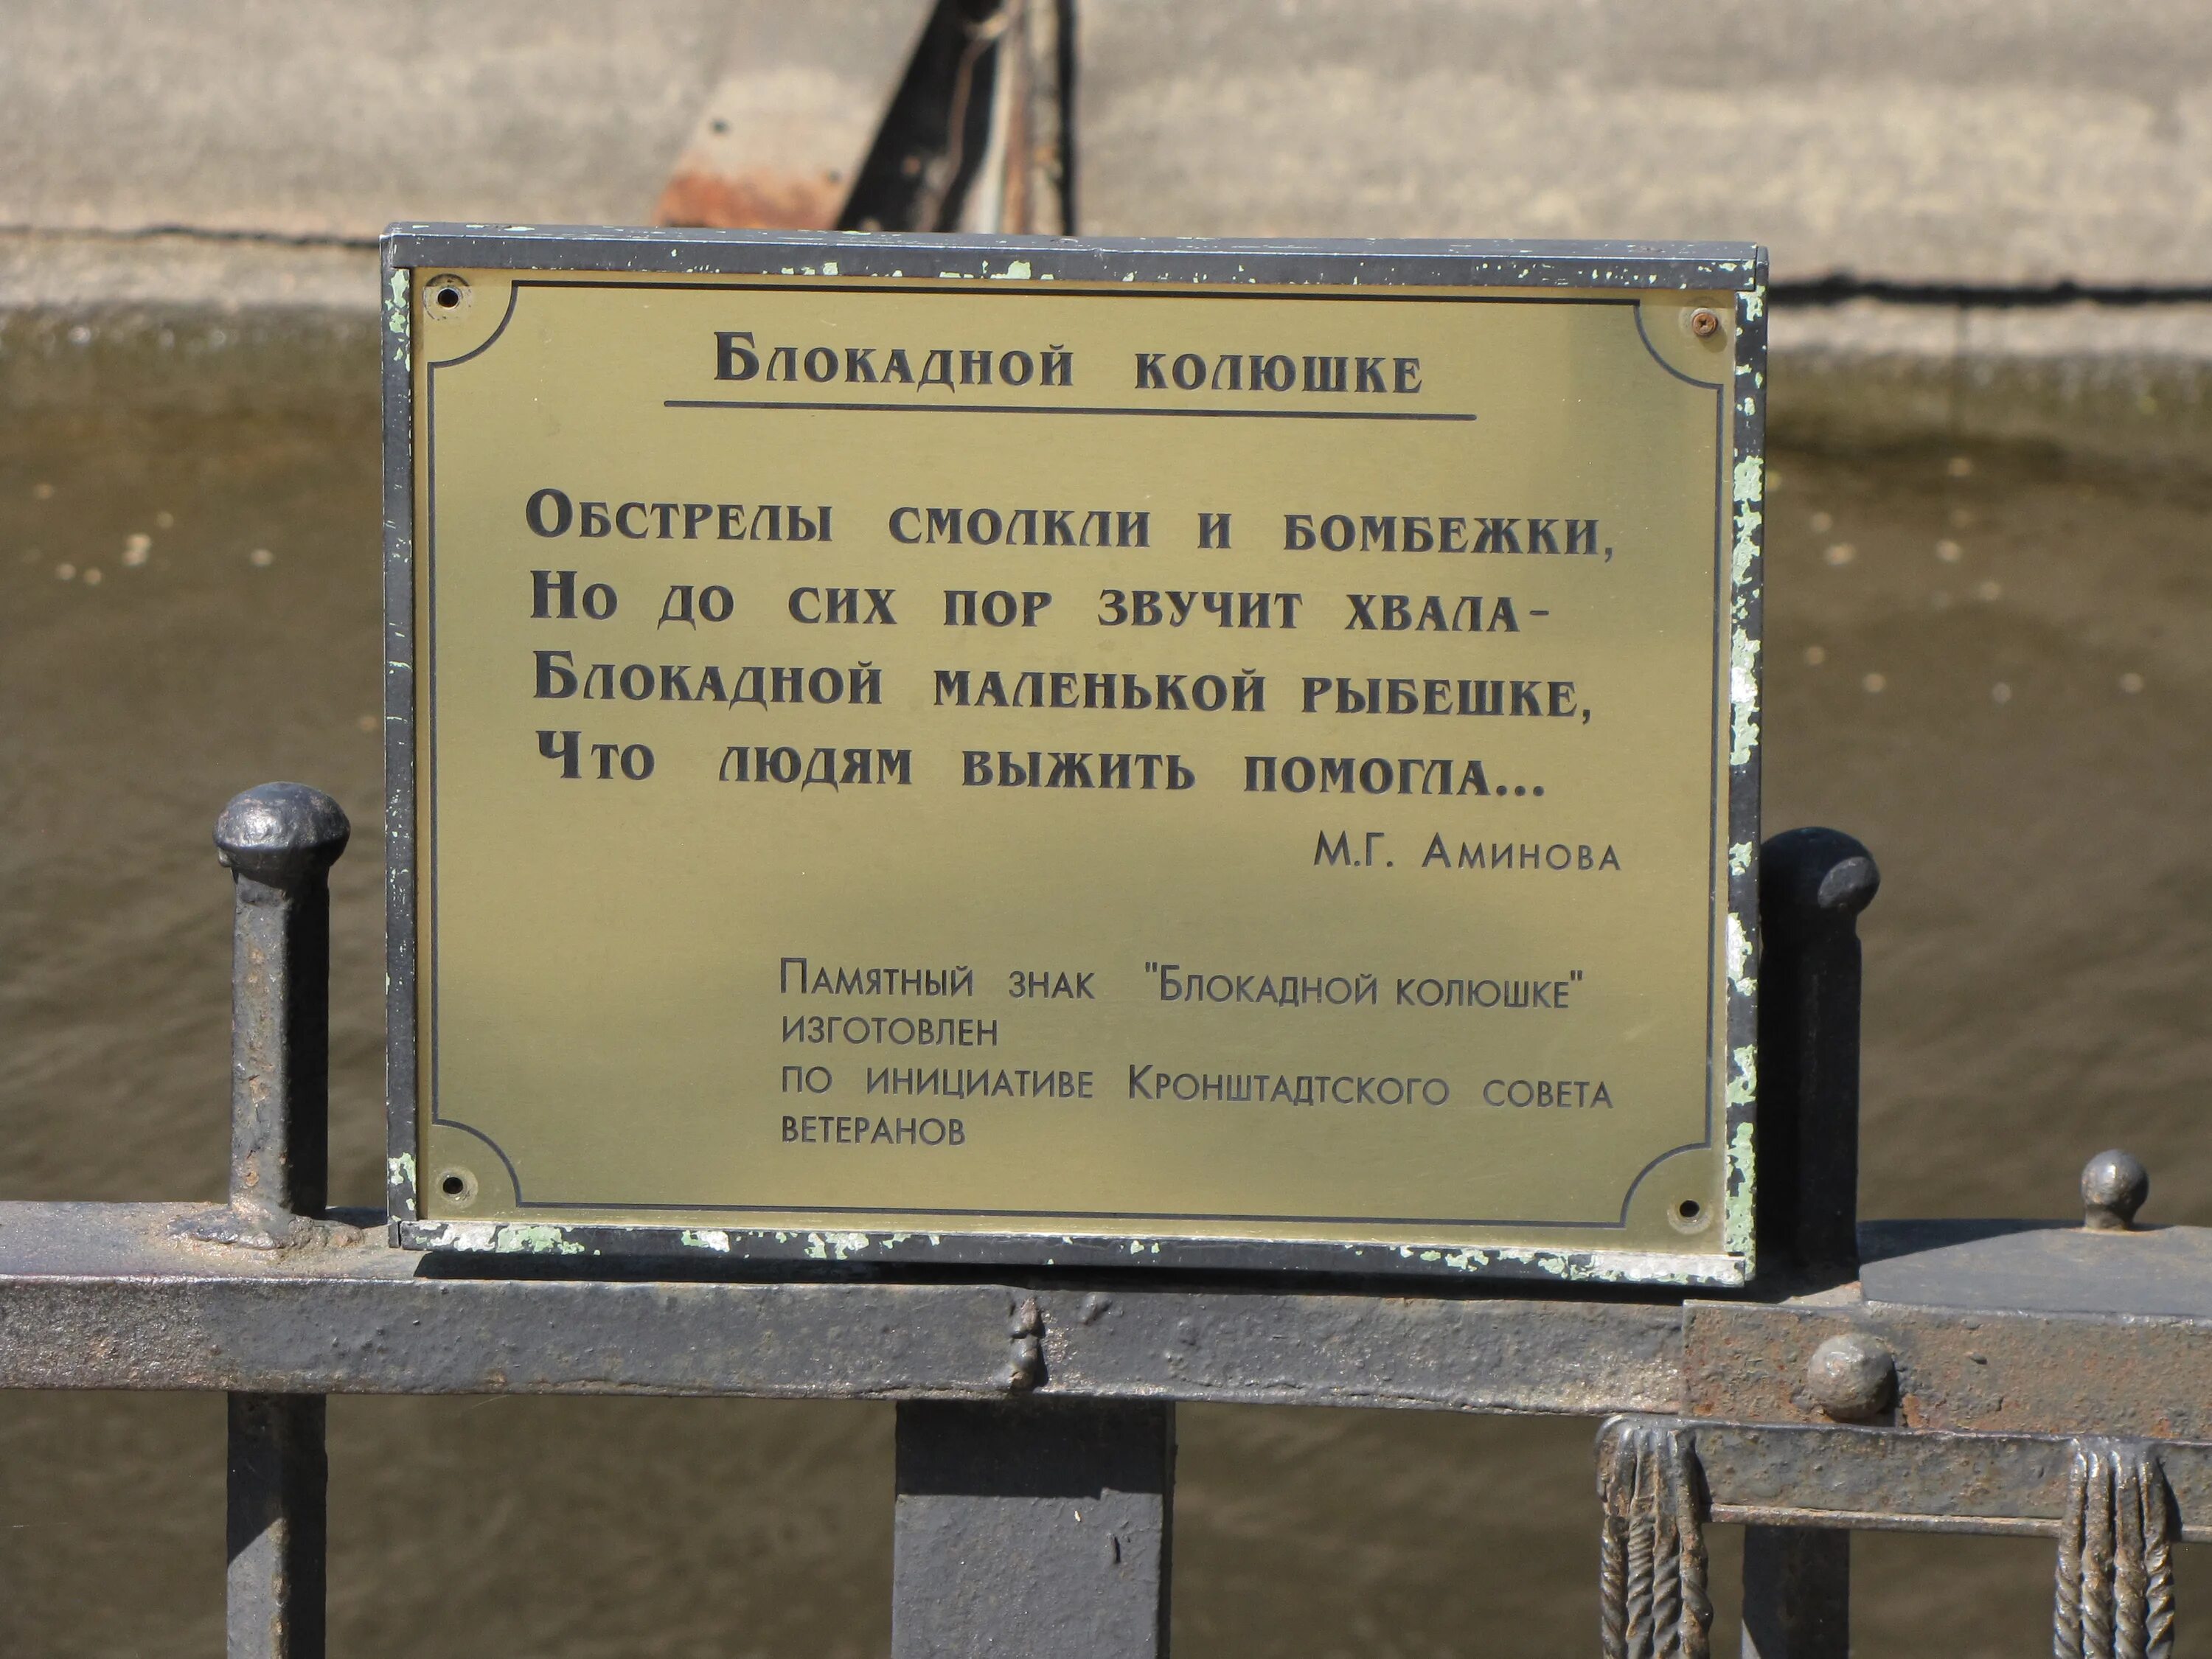 Блокадной колюшке
Обстрелы смолкли и бомбежки,
Но до сих пор звучит хвала-
Блокадной маленькой рыбешке,
Что людям выжить помогла...
М.Г. Аминова
Памятный знак "Блокадной колюшке"
изготовлен
по инициативе Кронштадтского совета
ветеранов